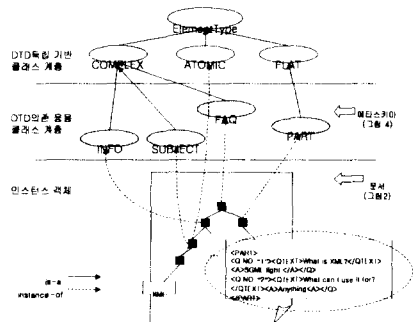 ElementType
DTD독립 기반
클래스 계층
COMPLEX
ATOMIC
FLAT
DTD의존 응용
클래스 계층
FAQ
메타스키마
(그림 4)
INFO
SUBJECT
PART
인스턴스 객체
문서
(그림2)
<PART>
<Q NO="1"><QTEXT>What is XML?</QTEXT>
<A>SGML light </A></Q>
<Q NO="2"><QTEXT>What can I use it for?
</QTEXT><A>Anything<A></Q>
</PART>
is-a
instance-of
XML